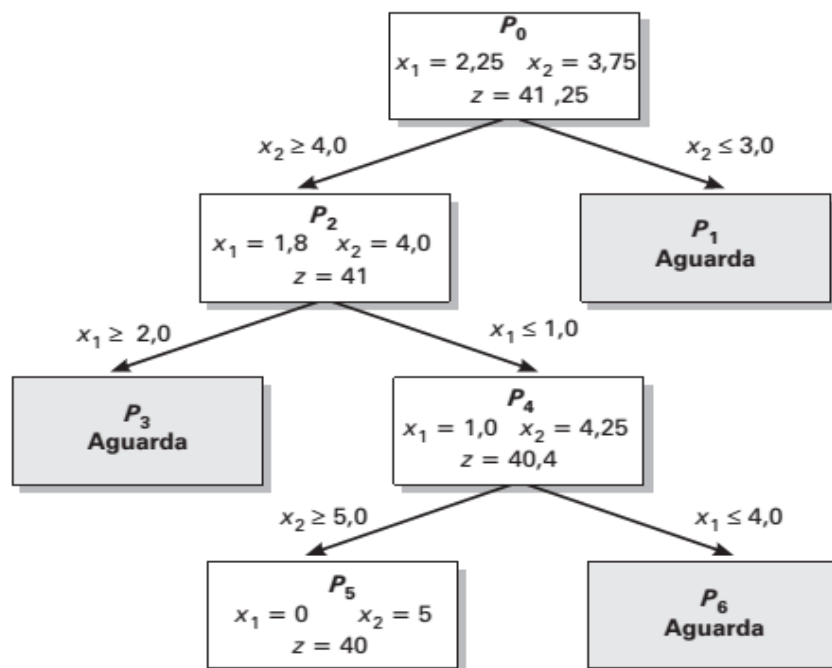 P₀
x₁ = 2,25 x₂ = 3,75
z = 41 ,25
x₂ ≥ 4,0
x₂ ≤ 3,0
P₂
x₁ = 1,8 x₂ = 4,0
z = 41
P₁
Aguarda
x₁ ≥ 2,0
x₁ ≤ 1,0
P₃
Aguarda
P₄
x₁ = 1,0 x₂ = 4,25
z = 40,4
x₂ ≥ 5,0
x₁ ≤ 4,0
P₅
x₁ = 0 x₂ = 5
z = 40
P₆
Aguarda